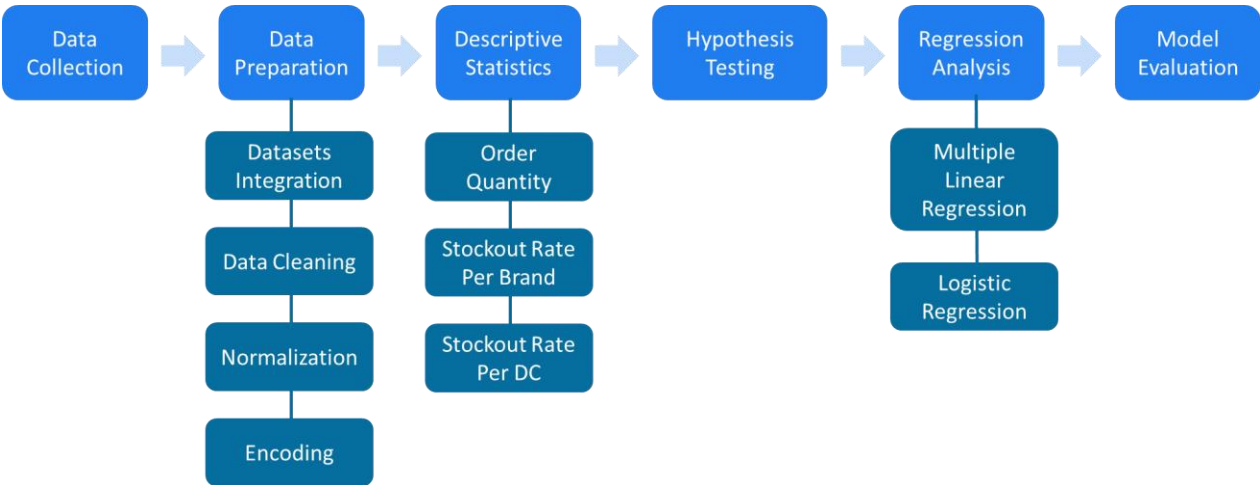 Data
Collection
Data
Preparation
Descriptive
Statistics
Hypothesis
Testing
Regression
Analysis
Model
Evaluation
Datasets
Integration
Data Cleaning
Normalization
Encoding
Order
Quantity
Stockout Rate
Per Brand
Stockout Rate
Per DC
Multiple
Linear
Regression
Logistic
Regression